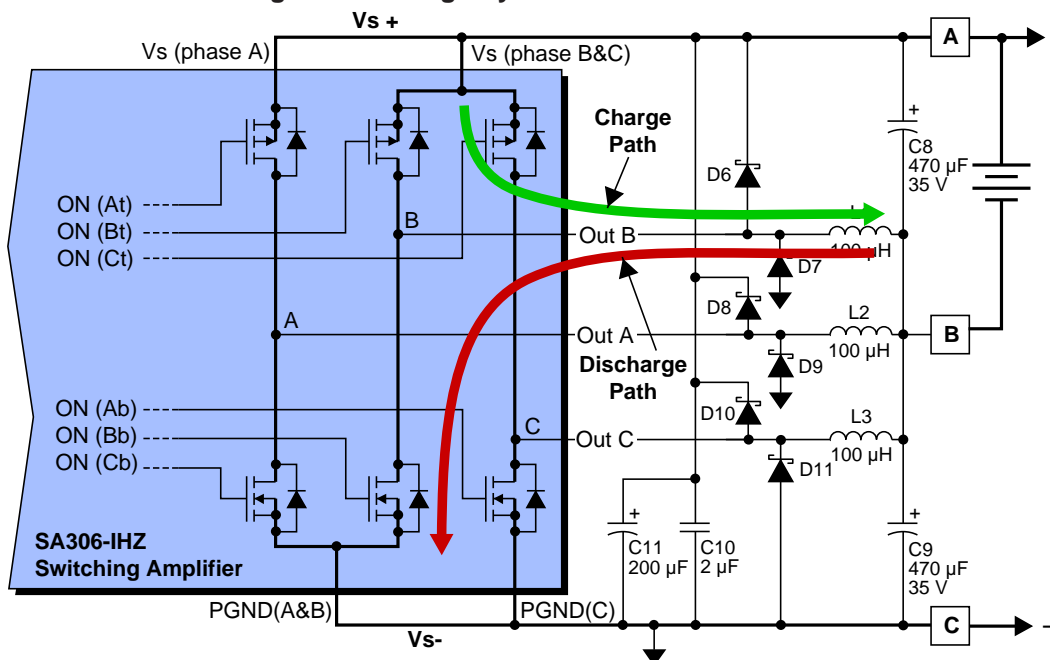 Vs +
Vs (phase A)
Vs (phase B&C)
A
+
Charge
Path
C8
470 µF
35 V
D6
ON (At)
ON (Bt)
ON (Ct)
B
Out B
L
100 µH
D7
D8
L2
A
Out A
B
100 µH
Discharge
Path
D9
ON (Ab)
ON (Bb)
ON (Cb)
D10
L3
C
Out C
100 µH
D11
+
+
SA306-IHZ
Switching Amplifier
C11
200 µF
C10
2 µF
C9
470 µF
35 V
PGND(A&B)
PGND(C)
Vs-
C
–